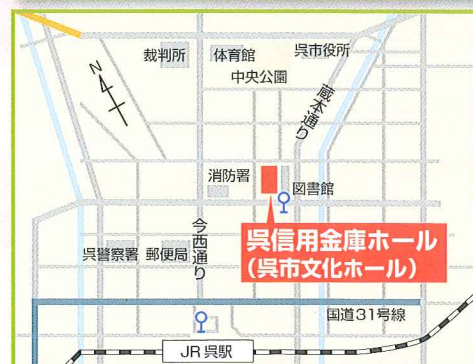 裁判所
体育館
呉市役所
中央公園
N
蔵本通り
消防署
図書館
今西通り
呉信用金庫ホール
(呉市文化ホール)
呉警察署
郵便局
国道31号線
JR呉駅